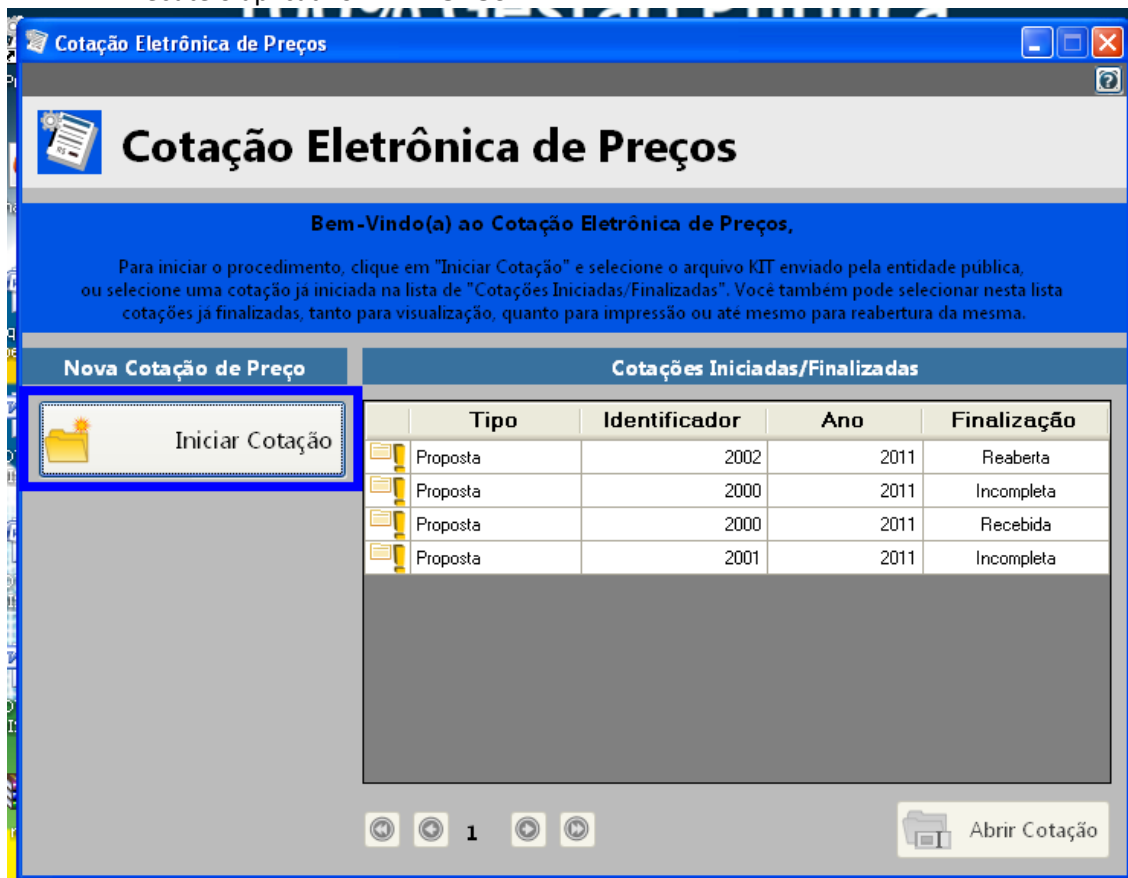 100% Gestão Pública
Cotação Eletrônica de Preços
Cotação Eletrônica de Preços
Bem-Vindo(a) ao Cotação Eletrônica de Preços,
Para iniciar o procedimento, clique em "Iniciar Cotação" e selecione o arquivo KIT enviado pela entidade pública,
ou selecione uma cotação já iniciada na lista de "Cotações Iniciadas/Finalizadas". Você também pode selecionar nesta lista
cotações já finalizadas, tanto para visualização, quanto para impressão ou até mesmo para reabertura da mesma.
Nova Cotação de Preço
Cotações Iniciadas/Finalizadas
Iniciar Cotação
Tipo Identificador Ano Finalização
Proposta 2002 2011 Reaberta
Proposta 2000 2011 Incompleta
Proposta 2000 2011 Recebida
Proposta 2001 2011 Incompleta
1
Abrir Cotação